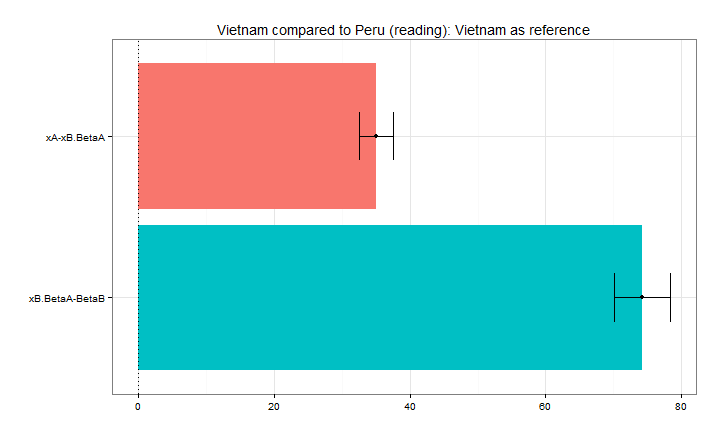 Vietnam compared to Peru (reading): Vietnam as reference
xA-xB.BetaA
xB.BetaA-BetaB
0 20 40 60 80